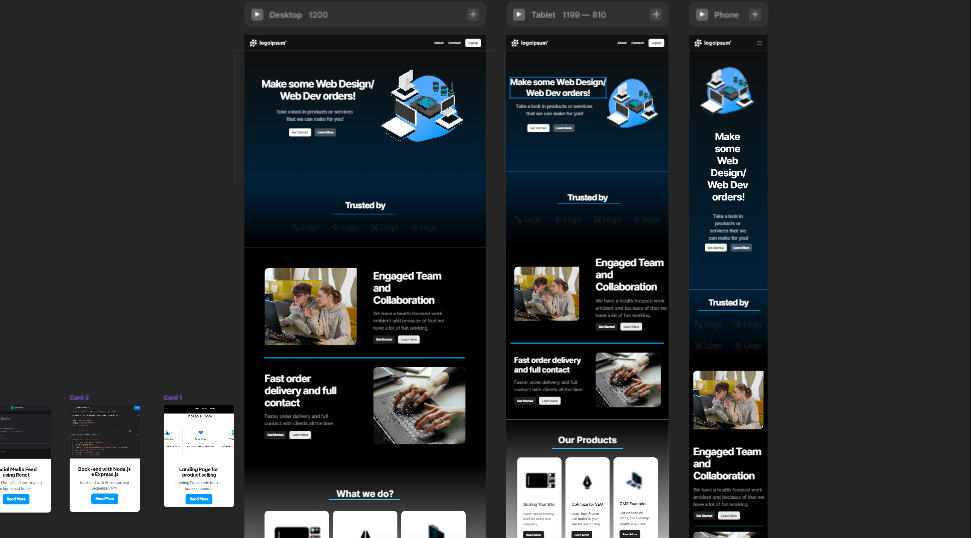 Desktop 1200
logoipsum
About Contact Signup
Make some Web Design/
Web Dev orders!
Take a look in products or services
that we can make for you!
Get Started Learn More
Trusted by
Logo Logo Logo Logo
Engaged Team
and
Collaboration
We have a health focused work
ambient and because of that we
have a lot of fun working.
Get Started Learn More
Fast order
delivery and full
contact
Faster order delivery and full
contact with clients all the time.
Get Started Learn More
What we do?
Tablet 1199 — 810
logoipsum
About Contact Signup
Make some Web Design/
Web Dev orders!
Take a look in products or services
that we can make for you!
Get Started Learn More
Trusted by
Logo Logo Logo Logo
Engaged Team
and
Collaboration
We have a health focused work
ambient and because of that we
have a lot of fun working.
Get Started Learn More
Fast order delivery
and full contact
Faster order delivery and full
contact with clients all the time.
Get Started Learn More
Our Products
Scaling Your Site
Optimize for SEO
CMS Examples
Read More
Read More
Read More
Phone
logoipsum
Make
some
Web
Design/
Web Dev
orders!
Take a look in
products or
services that we
can make for you!
Get Started Learn More
Trusted by
Logo Logo
Logo Logo
Engaged Team
and
Collaboration
We have a health focused work
ambient and because of that we
have a lot of fun working.
Get Started Learn More
Social Media Feed
using React
Read More
Card 2
Back-end with Node.js
e Express.js
Read More
Card 1
Landing Page for
product selling
Read More